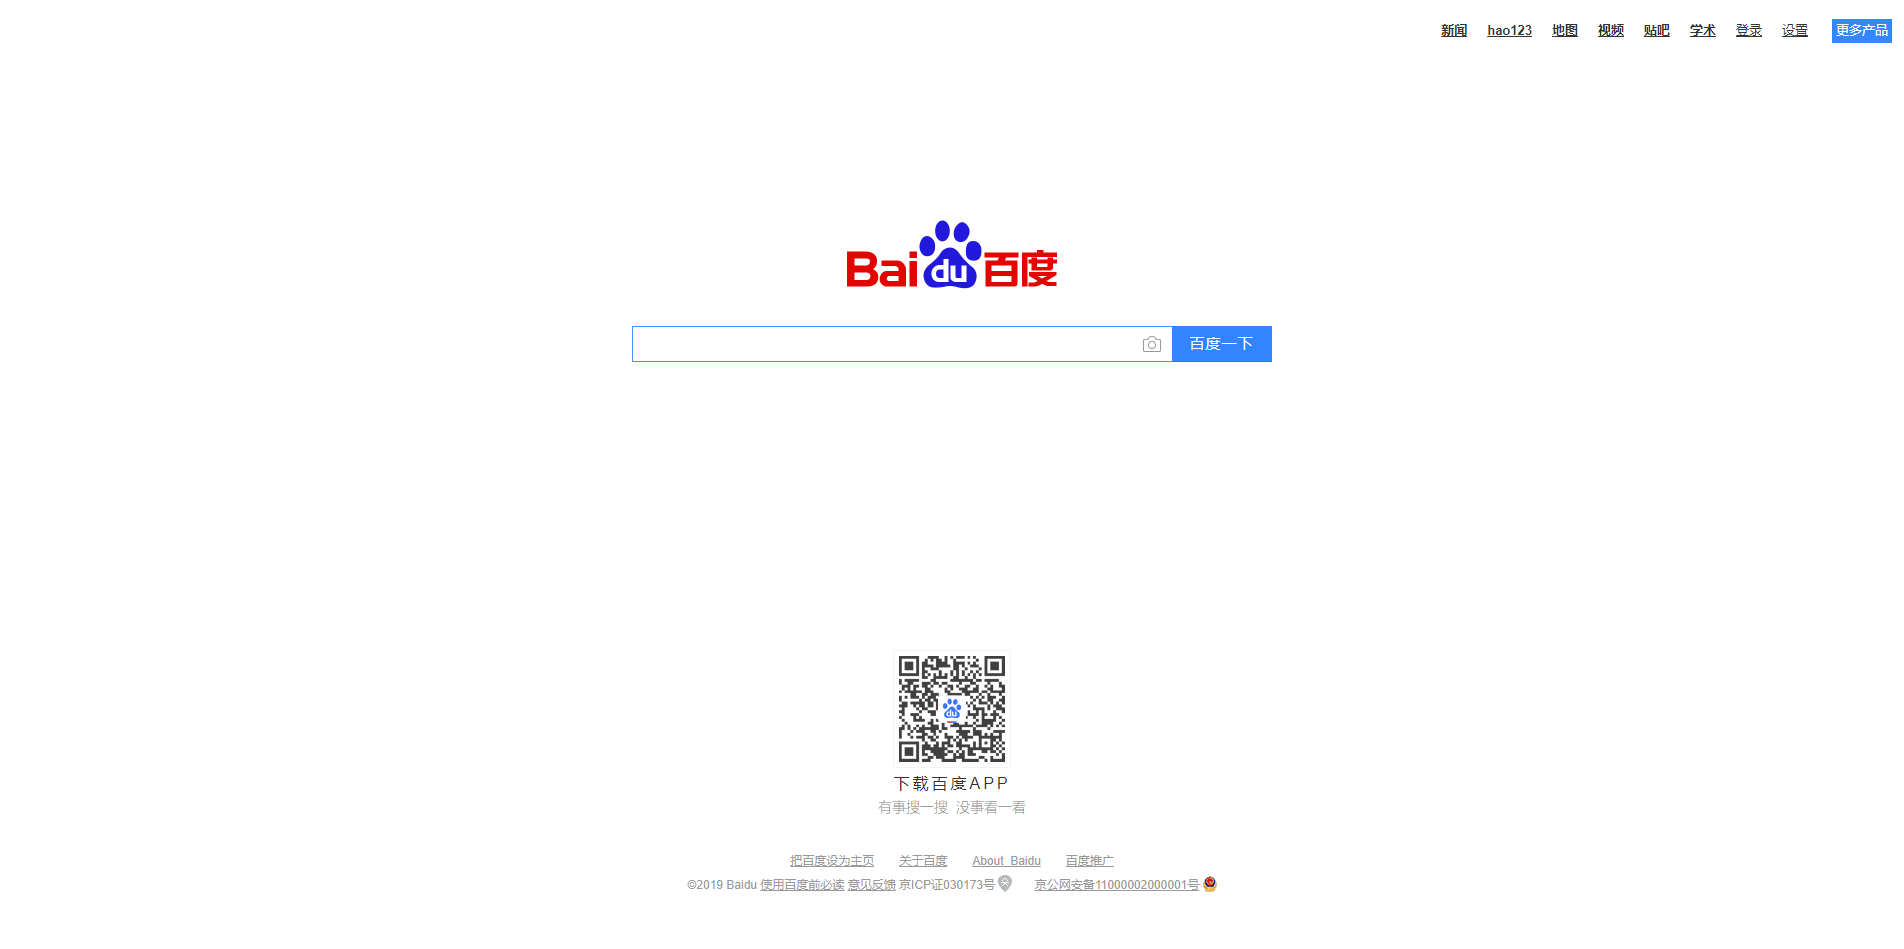 新闻 hao123 地图 视频 贴吧 学术 登录 设置 更多产品
Baidu百度
百度一下
du
下载百度APP
有事搜一搜 没事看一看
把百度设为主页 关于百度 About Baidu 百度推广
©2019 Baidu 使用百度前必读 意见反馈 京ICP证030173号 京公网安备11000002000001号